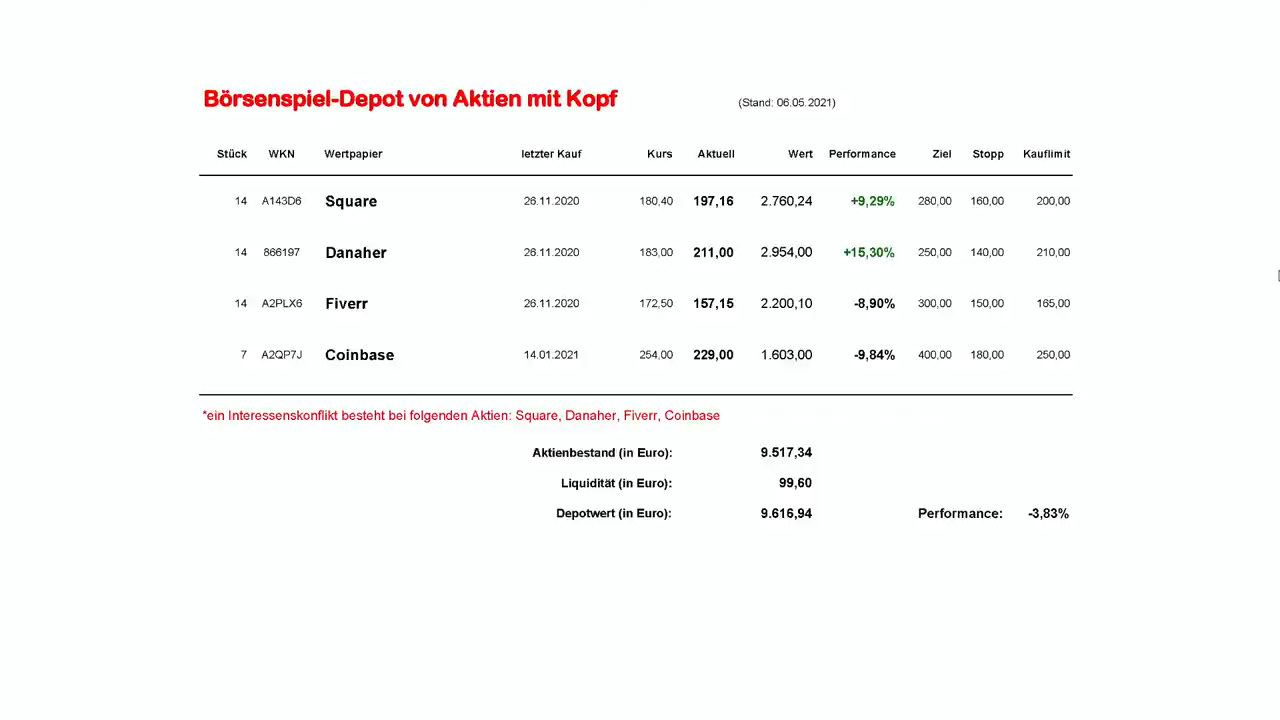 Börsenspiel-Depot von Aktien mit Kopf (Stand: 06.05.2021)
Stück WKN Wertpapier letzter Kauf Kurs Aktuell Wert Performance Ziel Stopp Kauflimit
14 A143D6 Square 26.11.2020 180,40 197,16 2.760,24 +9,29% 280,00 160,00 200,00
14 866197 Danaher 26.11.2020 183,00 211,00 2.954,00 +15,30% 250,00 140,00 210,00
14 A2PLX6 Fiverr 26.11.2020 172,50 157,15 2.200,10 -8,90% 300,00 150,00 165,00
7 A2QP7J Coinbase 14.01.2021 254,00 229,00 1.603,00 -9,84% 400,00 180,00 250,00
*ein Interessenskonflikt besteht bei folgenden Aktien: Square, Danaher, Fiverr, Coinbase
Aktienbestand (in Euro): 9.517,34
Liquidität (in Euro): 99,60
Depotwert (in Euro): 9.616,94 Performance: -3,83%